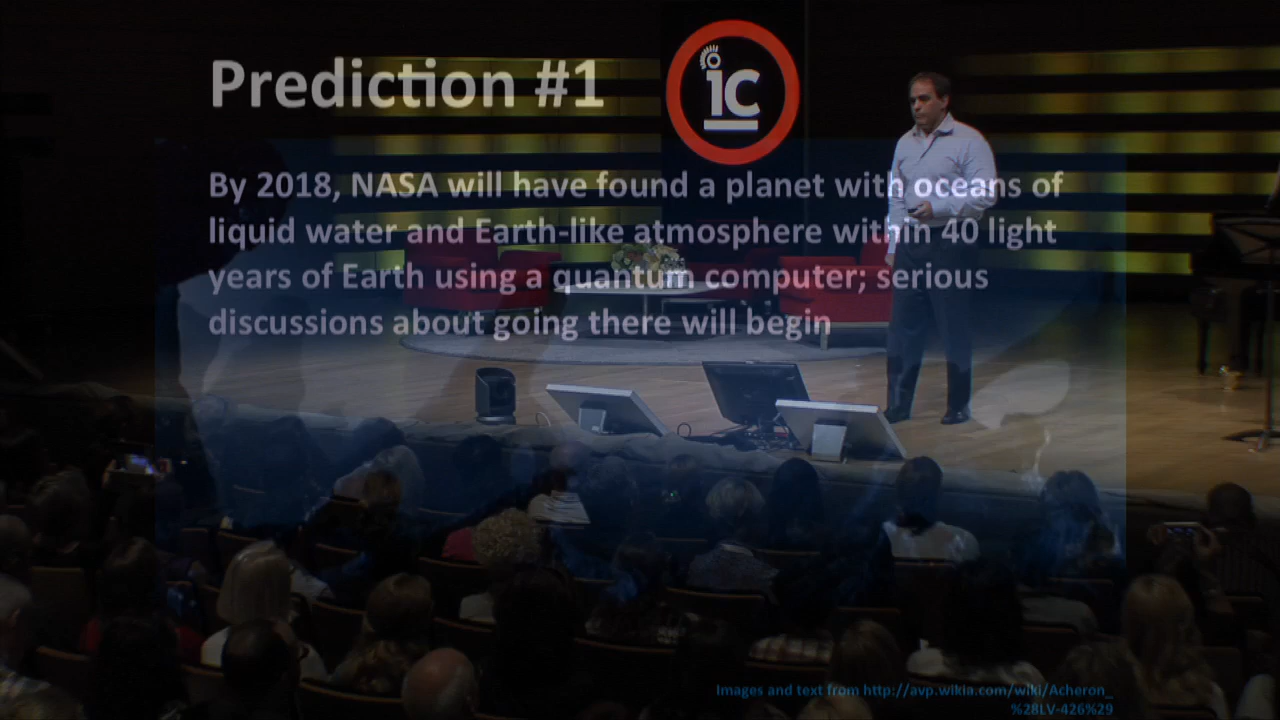 Prediction #1
ic
By 2018, NASA will have found a planet with oceans of
liquid water and Earth-like atmosphere within 40 light
years of Earth using a quantum computer; serious
discussions about going there will begin
Images and text from http://avp.wikia.com/wiki/Acheron_
%28LV-426%29